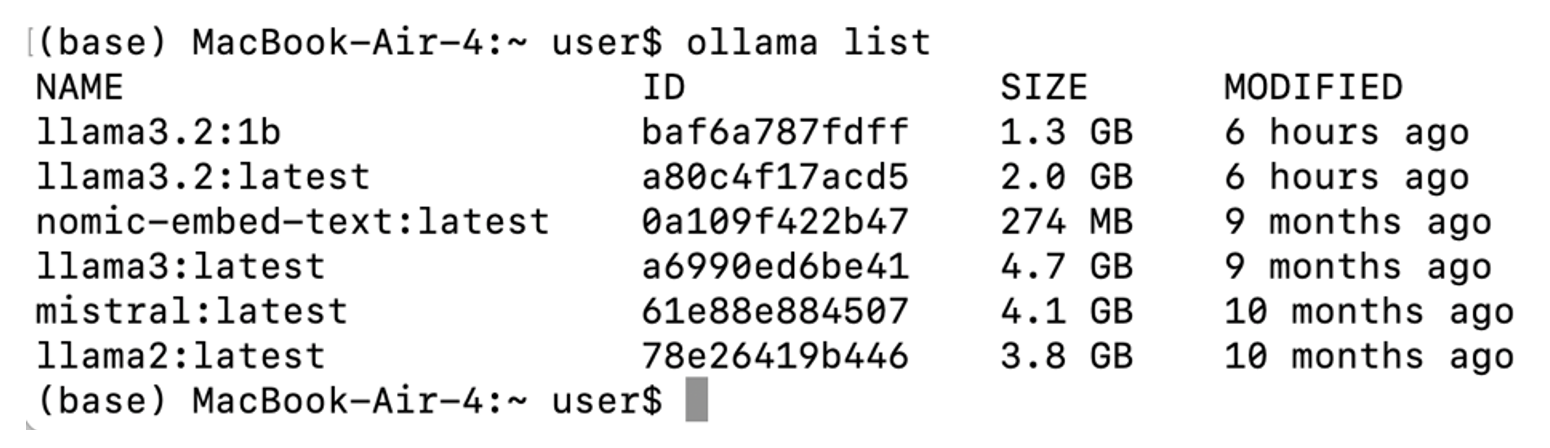 (base) MacBook-Air-4:~ user$ ollama list
NAME ID SIZE MODIFIED
llama3.2:1b baf6a787fdff 1.3 GB 6 hours ago
llama3.2:latest a80c4f17acd5 2.0 GB 6 hours ago
nomic-embed-text:latest 0a109f422b47 274 MB 9 months ago
llama3:latest a6990ed6be41 4.7 GB 9 months ago
mistral:latest 61e88e884507 4.1 GB 10 months ago
llama2:latest 78e26419b446 3.8 GB 10 months ago
(base) MacBook-Air-4:~ user$